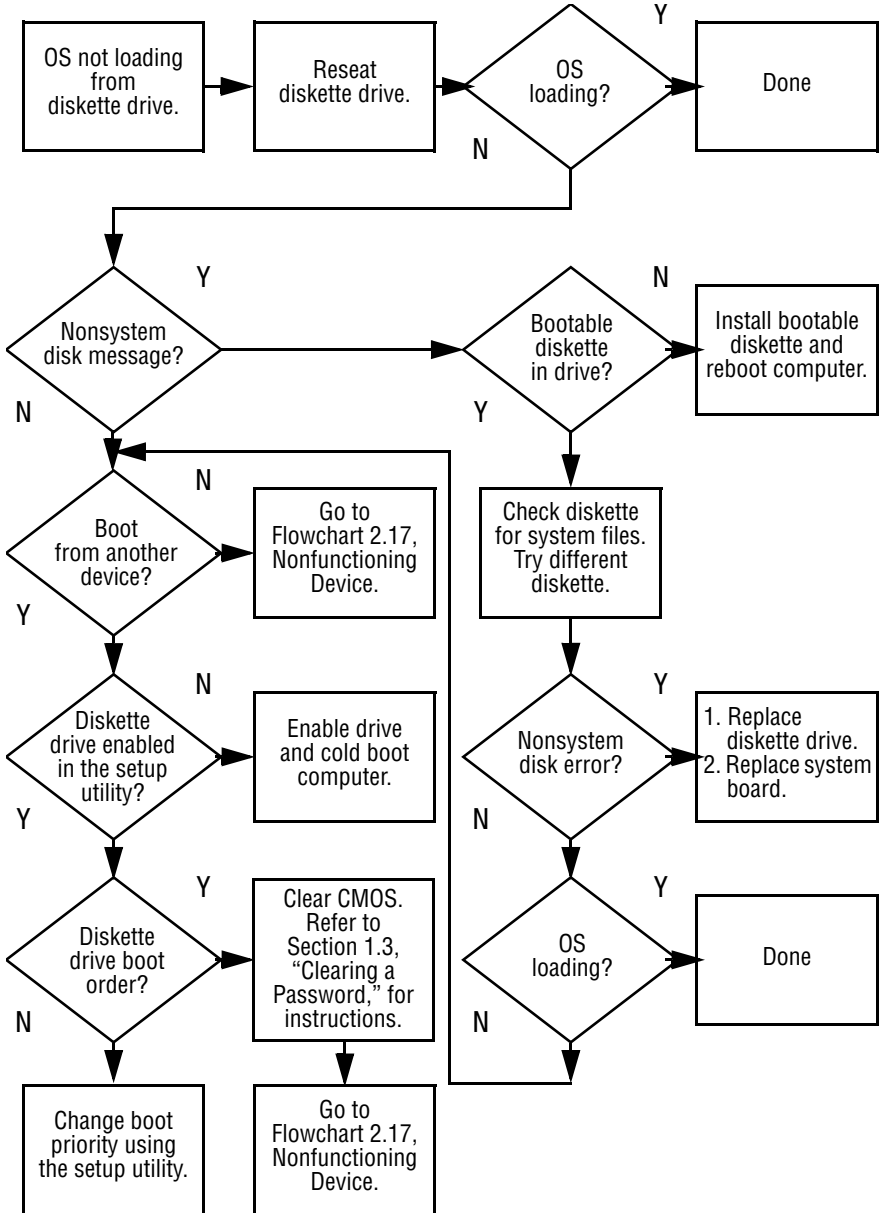 OS not loading
from
diskette drive.
Reseat
diskette drive.
OS
loading?
Y
N
Done
Nonsystem
disk message?
Y
N
Bootable
diskette
in drive?
N
Y
Install bootable
diskette and
reboot computer.
Boot
from another
device?
N
Y
Go to
Flowchart 2.17,
Nonfunctioning
Device.
Check diskette
for system files.
Try different
diskette.
Diskette
drive enabled
in the setup
utility?
N
Y
Enable drive
and cold boot
computer.
Nonsystem
disk error?
Y
N
1. Replace
diskette drive.
2. Replace system
board.
Diskette
drive boot
order?
Y
N
Clear CMOS.
Refer to
Section 1.3,
“Clearing a
Password,” for
instructions.
OS
loading?
Y
N
Done
Change boot
priority using
the setup utility.
Go to
Flowchart 2.17,
Nonfunctioning
Device.